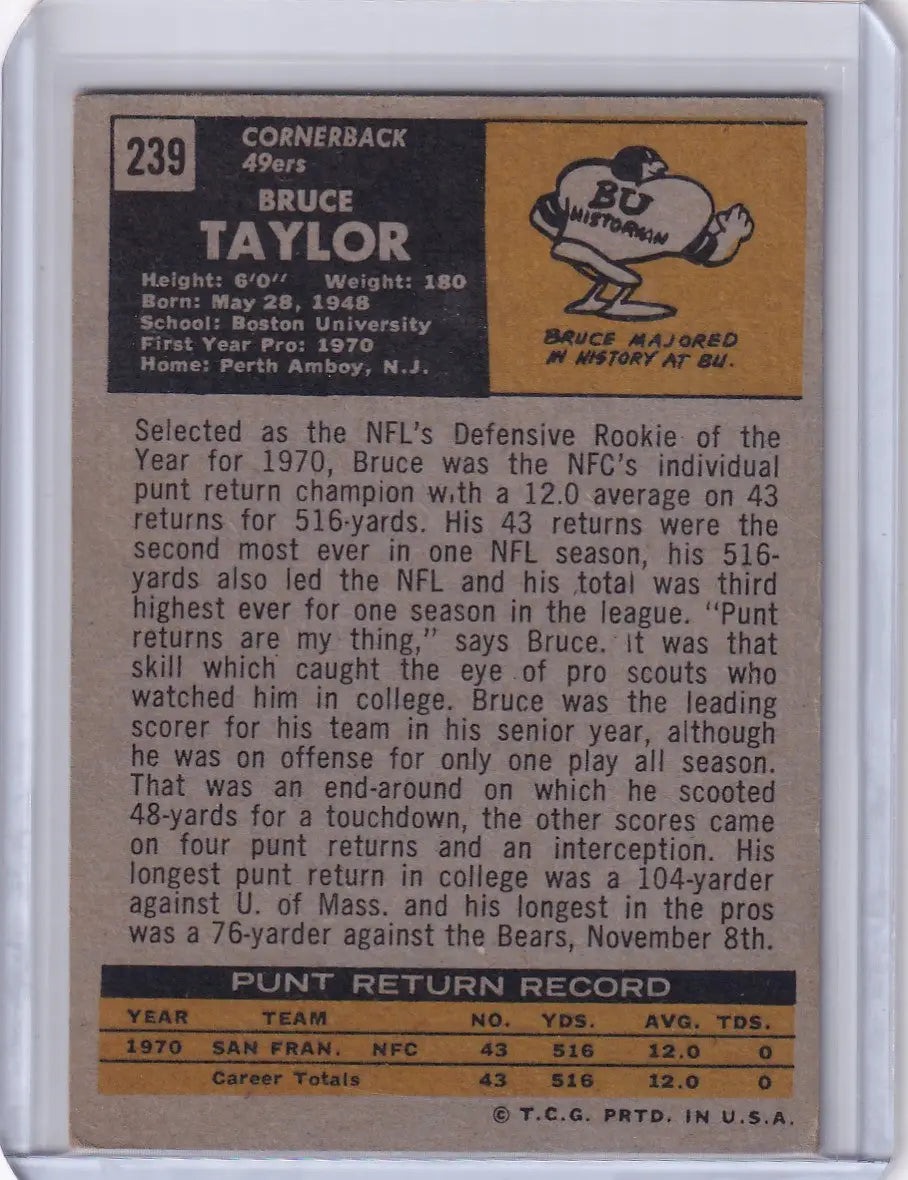 239
CORNERBACK
49ers
BRUCE
TAYLOR
Height: 6'0" Weight: 180
Born: May 28, 1948
School: Boston University
First Year Pro: 1970
Home: Perth Amboy, N.J.
BU
HISTORIAN
BRUCE MAJORED
IN HISTORY AT BU.
Selected as the NFL's Defensive Rookie of the
Year for 1970, Bruce was the NFC's individual
punt return champion with a 12.0 average on 43
returns for 516-yards. His 43 returns were the
second most ever in one NFL season, his 516-
yards also led the NFL and his total was third
highest ever for one season in the league. "Punt
returns are my thing," says Bruce. It was that
skill which caught the eye of pro scouts who
watched him in college. Bruce was the leading
scorer for his team in his senior year, although
he was on offense for only one play all season.
That was an end-around on which he scooted
48-yards for a touchdown, the other scores came
on four punt returns and an interception. His
longest punt return in college was a 104-yarder
against U. of Mass. and his longest in the pros
was a 76-yarder against the Bears, November 8th.
PUNT RETURN RECORD
YEAR TEAM NO. YDS. AVG. TDS.
1970 SAN FRAN. NFC 43 516 12.0 0
Career Totals 43 516 12.0 0
© T.C.G. PRTD. IN U.S.A.